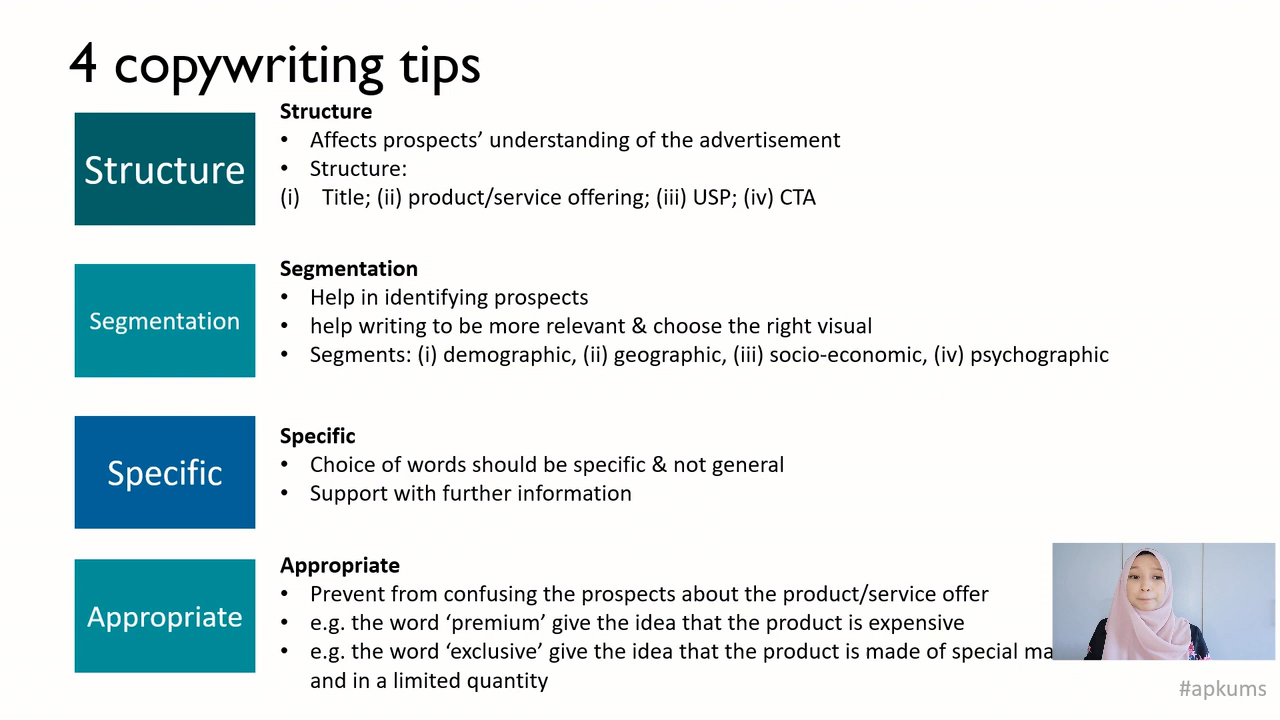 4 copywriting tips
Structure
Structure
• Affects prospects’ understanding of the advertisement
• Structure:
(i) Title; (ii) product/service offering; (iii) USP; (iv) CTA
Segmentation
Segmentation
• Help in identifying prospects
• help writing to be more relevant & choose the right visual
• Segments: (i) demographic, (ii) geographic, (iii) socio-economic, (iv) psychographic
Specific
Specific
• Choice of words should be specific & not general
• Support with further information
Appropriate
Appropriate
• Prevent from confusing the prospects about the product/service offer
• e.g. the word ‘premium’ give the idea that the product is expensive
• e.g. the word ‘exclusive’ give the idea that the product is made of special
and in a limited quantity
#apkums